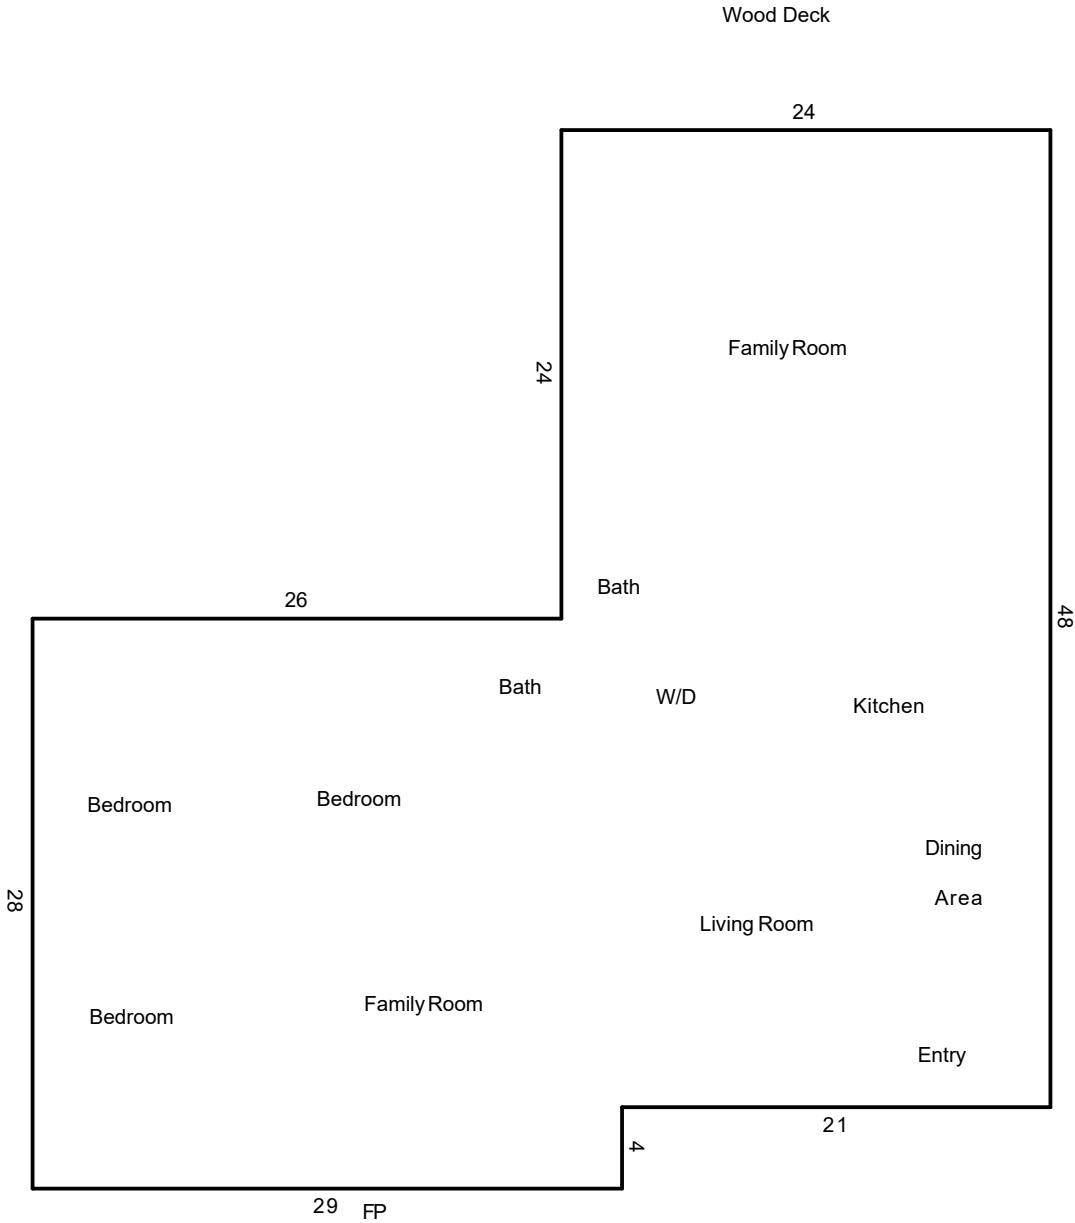 Wood Deck
24
Family Room
24
Bath
26
48
Bath
W/D
Kitchen
Bedroom
Bedroom
Dining
Area
28
Living Room
Family Room
Bedroom
Entry
21
4
29
FP